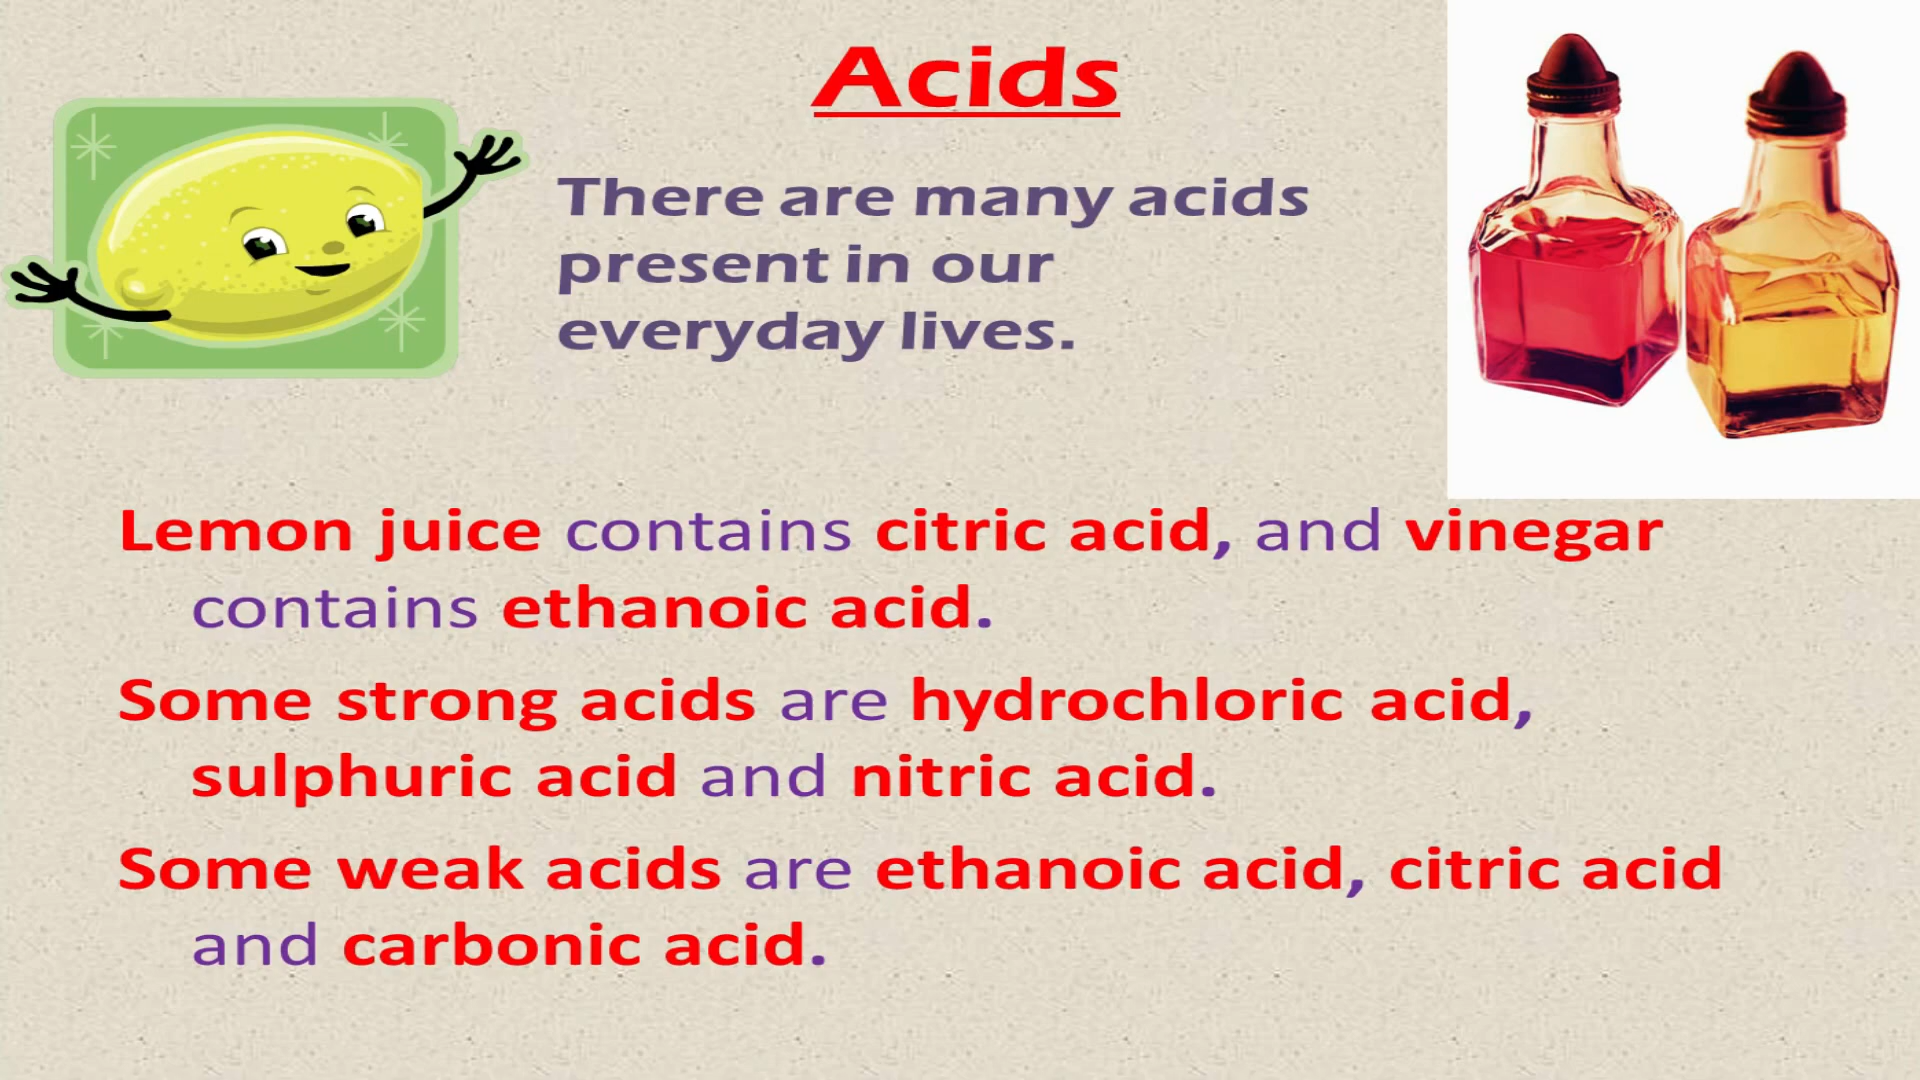 Acids
There are many acids
present in our
everyday lives.
Lemon juice contains citric acid, and vinegar
contains ethanoic acid.
Some strong acids are hydrochloric acid,
sulphuric acid and nitric acid.
Some weak acids are ethanoic acid, citric acid
and carbonic acid.